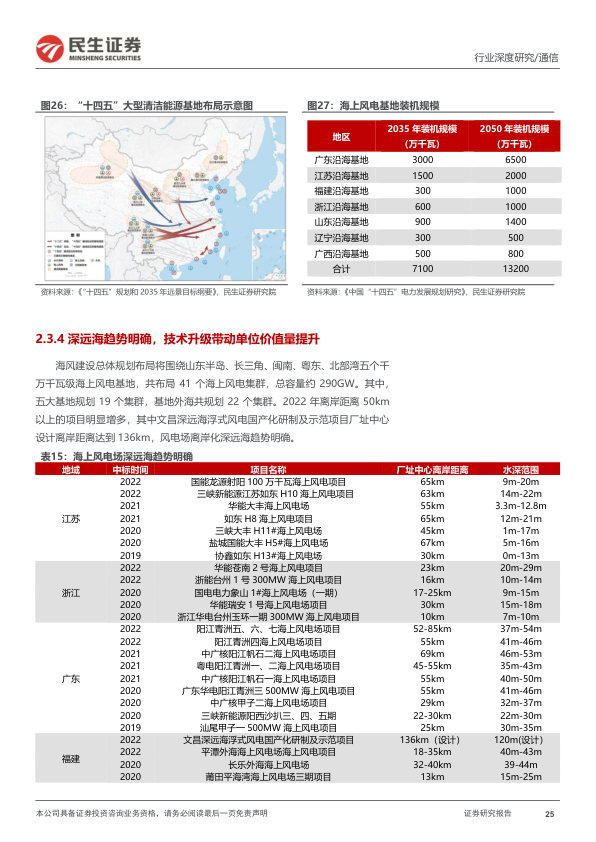 民生证券
MINSHENG SECURITIES
行业深度研究/通信
图26：“十四五”大型清洁能源基地布局示意图
资料来源：《“十四五”规划和 2035 年远景目标纲要》，民生证券研究院
图27：海上风电基地装机规模
地区 2035 年装机规模（万千瓦） 2050 年装机规模（万千瓦）
广东沿海基地 3000 6500
江苏沿海基地 1500 2000
福建沿海基地 300 1000
浙江沿海基地 600 1000
山东沿海基地 900 1400
辽宁沿海基地 300 500
广西沿海基地 500 800
合计 7100 13200
资料来源：《中国“十四五”电力发展规划研究》，民生证券研究院
2.3.4 深远海趋势明确，技术升级带动单位价值量提升
海风建设总体规划布局将围绕山东半岛、长三角、闽南、粤东、北部湾五个千
万千瓦级海上风电基地，共布局 41 个海上风电集群，总容量约 290GW。其中，
五大基地规划 19 个集群，基地外海共规划 22 个集群。2022 年离岸距离 50km
以上的项目明显增多，其中文昌深远海浮式风电国产化研制及示范项目厂址中心
设计离岸距离达到 136km，风电场离岸化深远海趋势明确。
表15：海上风电场深远海趋势明确
地域 中标时间 项目名称 厂址中心离岸距离 水深范围
江苏
2022 国能龙源射阳 100 万千瓦海上风电项目 65km 9m-20m
2022 三峡新能源江苏如东 H10 海上风电项目 63km 14m-22m
2021 华能大丰海上风电场 55km 3.3m-12.8m
2021 如东 H8 海上风电项目 65km 12m-21m
2020 三峡大丰 H11#海上风电场 45km 1m-17m
2020 盐城国能大丰 H5#海上风电场 67km 5m-16m
2019 协鑫如东 H13#海上风电场 30km 0m-13m
浙江
2022 华能苍南 2 号海上风电项目 23km 20m-29m
2022 浙能台州 1 号 300MW 海上风电项目 16km 10m-14m
2020 国电电力象山 1#海上风电场（一期） 17-25km 9m-15m
2020 华能瑞安 1 号海上风电场项目 30km 15m-18m
2020 浙江华电台州玉环一期 300MW 海上风电项目 10km 7m-10m
广东
2022 阳江青洲五、六、七海上风电场项目 52-85km 37m-54m
2022 阳江青洲四海上风电场项目 55km 41m-46m
2021 中广核阳江帆石二海上风电场项目 69km 46m-53m
2021 粤电阳江青洲一、二海上风电场项目 45-55km 35m-43m
2021 中广核阳江帆石一海上风电场项目 55km 40m-50m
2020 广东华电阳江青洲三 500MW 海上风电项目 55km 41m-46m
2020 中广核甲子二海上风电场项目 29km 32m-37m
2020 三峡新能源阳西沙扒三、四、五期 22-30km 22m-30m
2019 汕尾甲子一 500MW 海上风电项目 25km 30m-35m
福建
2022 文昌深远海浮式风电国产化研制及示范项目 136km（设计） 120m(设计）
2022 平潭外海海上风电场海上风电项目 18-35km 40m-43m
2020 长乐外海海上风电场 32-40km 39-44m
2020 莆田平海湾海上风电场三期项目 13km 15m-25m
本公司具备证券投资咨询业务资格，请务必阅读最后一页免责声明
证券研究报告
25